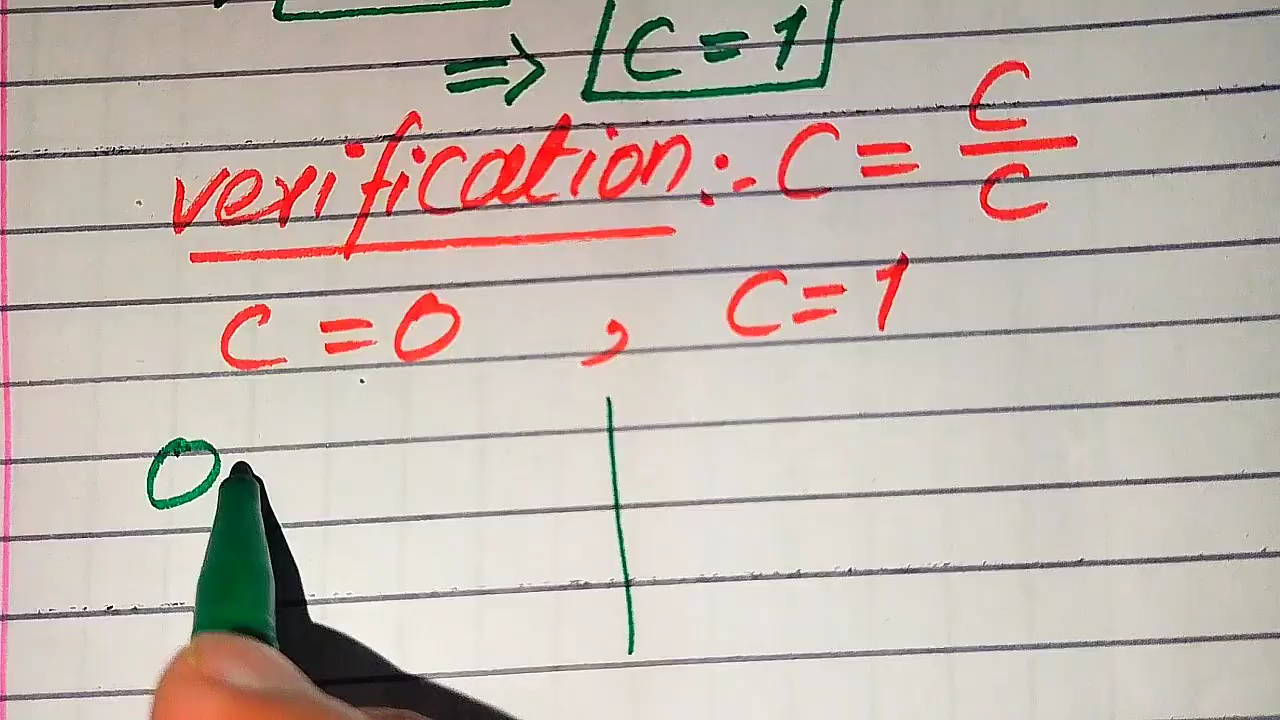 => C = 1
verification:- C = C/C
C = 0 , C = 1
0